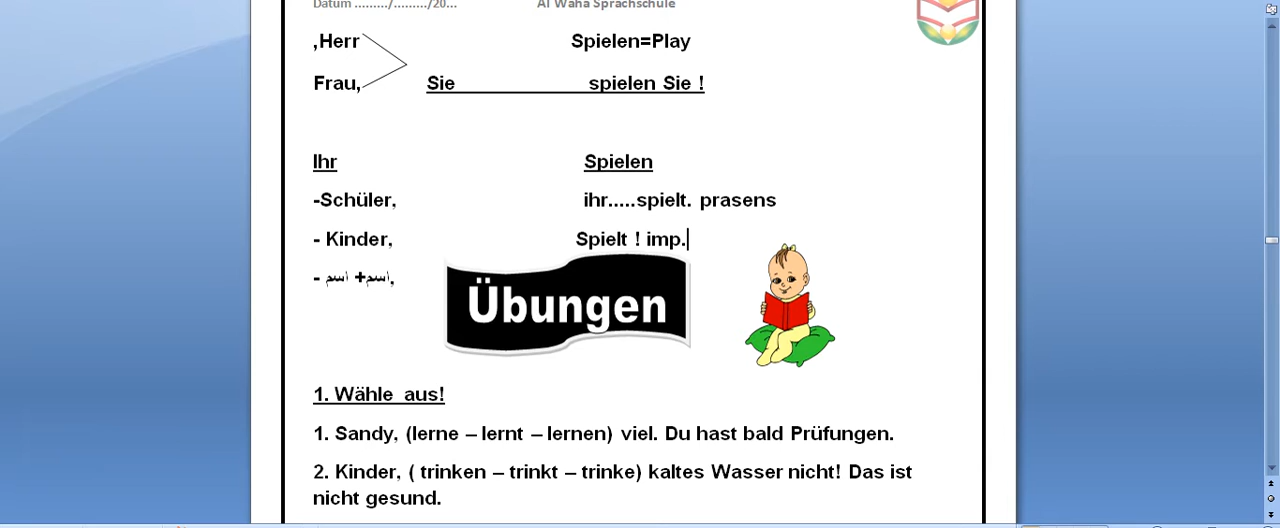 Datum ........./........./20... Al Waha Sprachschule
,Herr Spielen=Play
Frau, Sie spielen Sie !
Ihr Spielen
-Schüler, ihr.....spielt. prasens
- Kinder, Spielt ! imp.
- اسم+ اسم,
Übungen
1. Wähle aus!
1. Sandy, (lerne – lernt – lernen) viel. Du hast bald Prüfungen.
2. Kinder, ( trinken – trinkt – trinke) kaltes Wasser nicht! Das ist
nicht gesund.